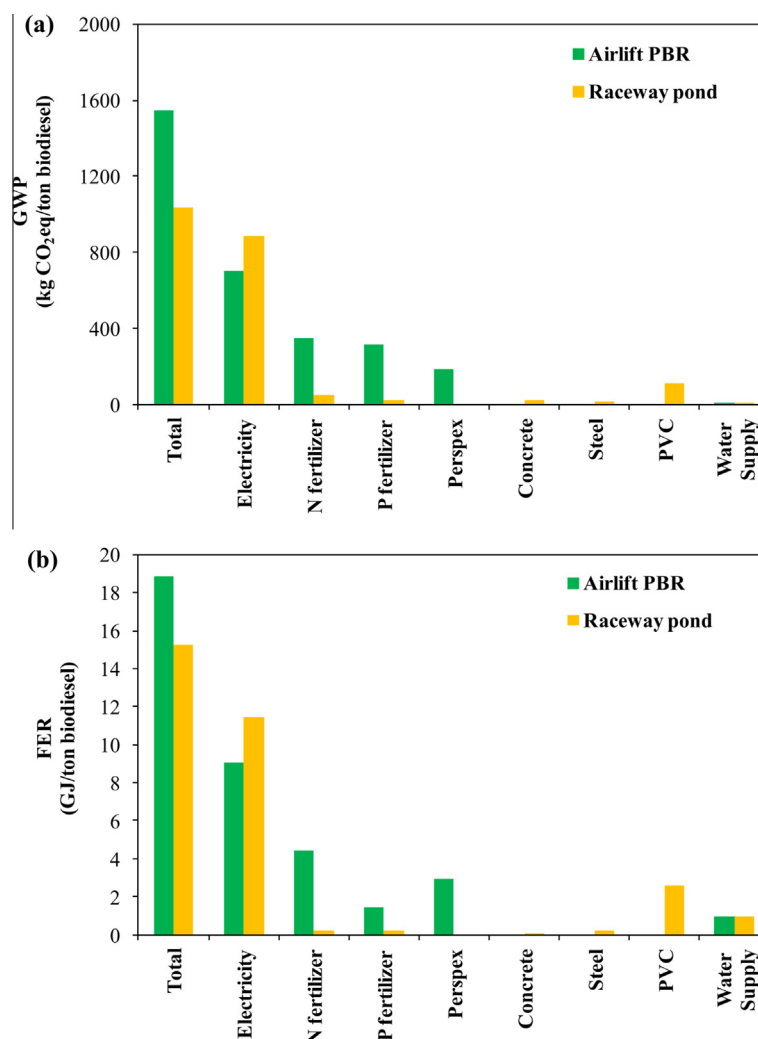 (a)
2000
1600
1200
800
400
0
GWP
(kg CO₂eq/ton biodiesel)
Airlift PBR
Raceway pond
Total
Electricity
N fertilizer
P fertilizer
Perspex
Concrete
Steel
PVC
Water
Supply
(b)
20
18
16
14
12
10
8
6
4
2
0
FER
(GJ/ton biodiesel)
Airlift PBR
Raceway pond
Total
Electricity
N fertilizer
P fertilizer
Perspex
Concrete
Steel
PVC
Water
Supply